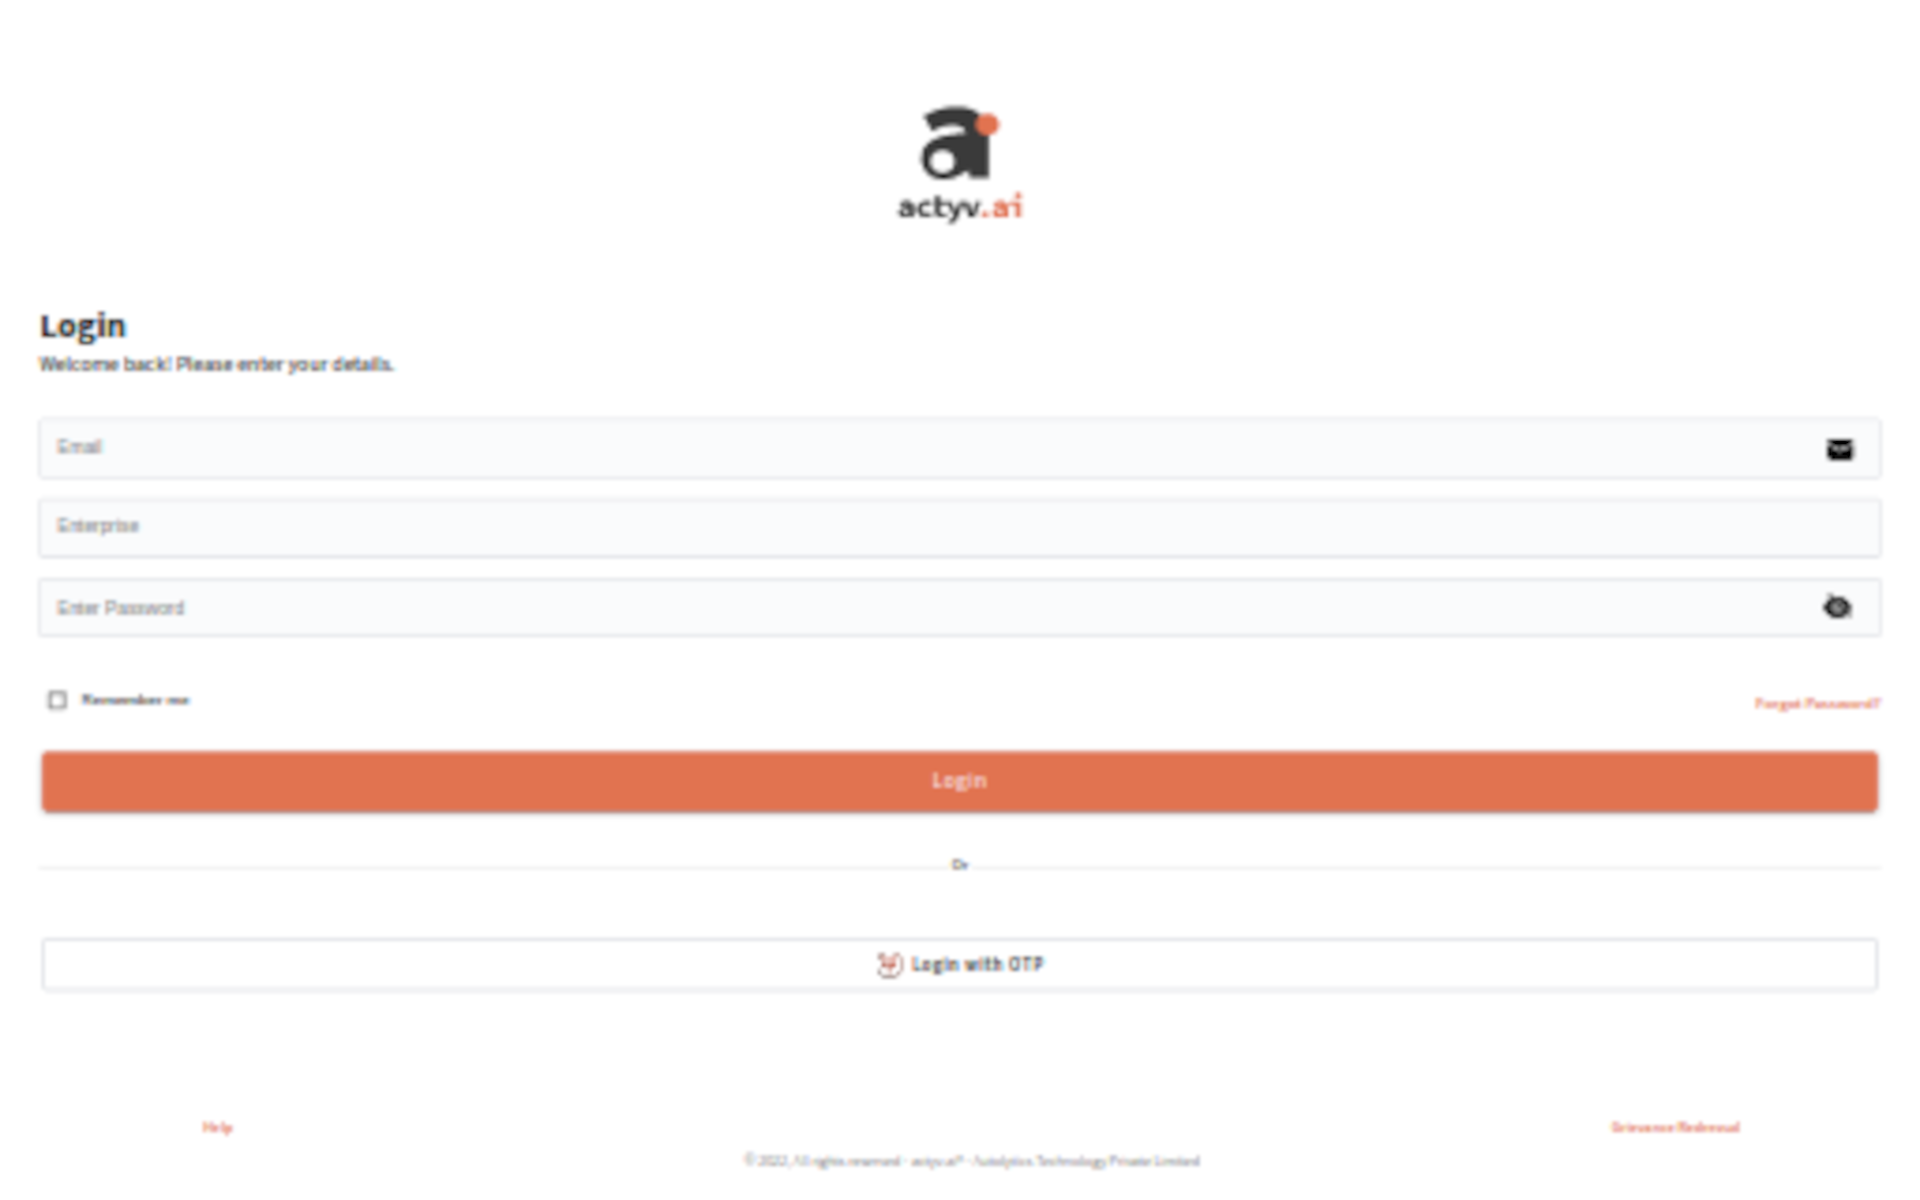 actyv.ai
Login
Welcome back! Please enter your details.
Email
Enterprise
Enter Password
Remember me
Forgot Password?
Login
Or
Login with OTP
Help
Grievance Redressal
© 2022, All rights reserved - actyv.ai® - Autolytics Technology Private Limited